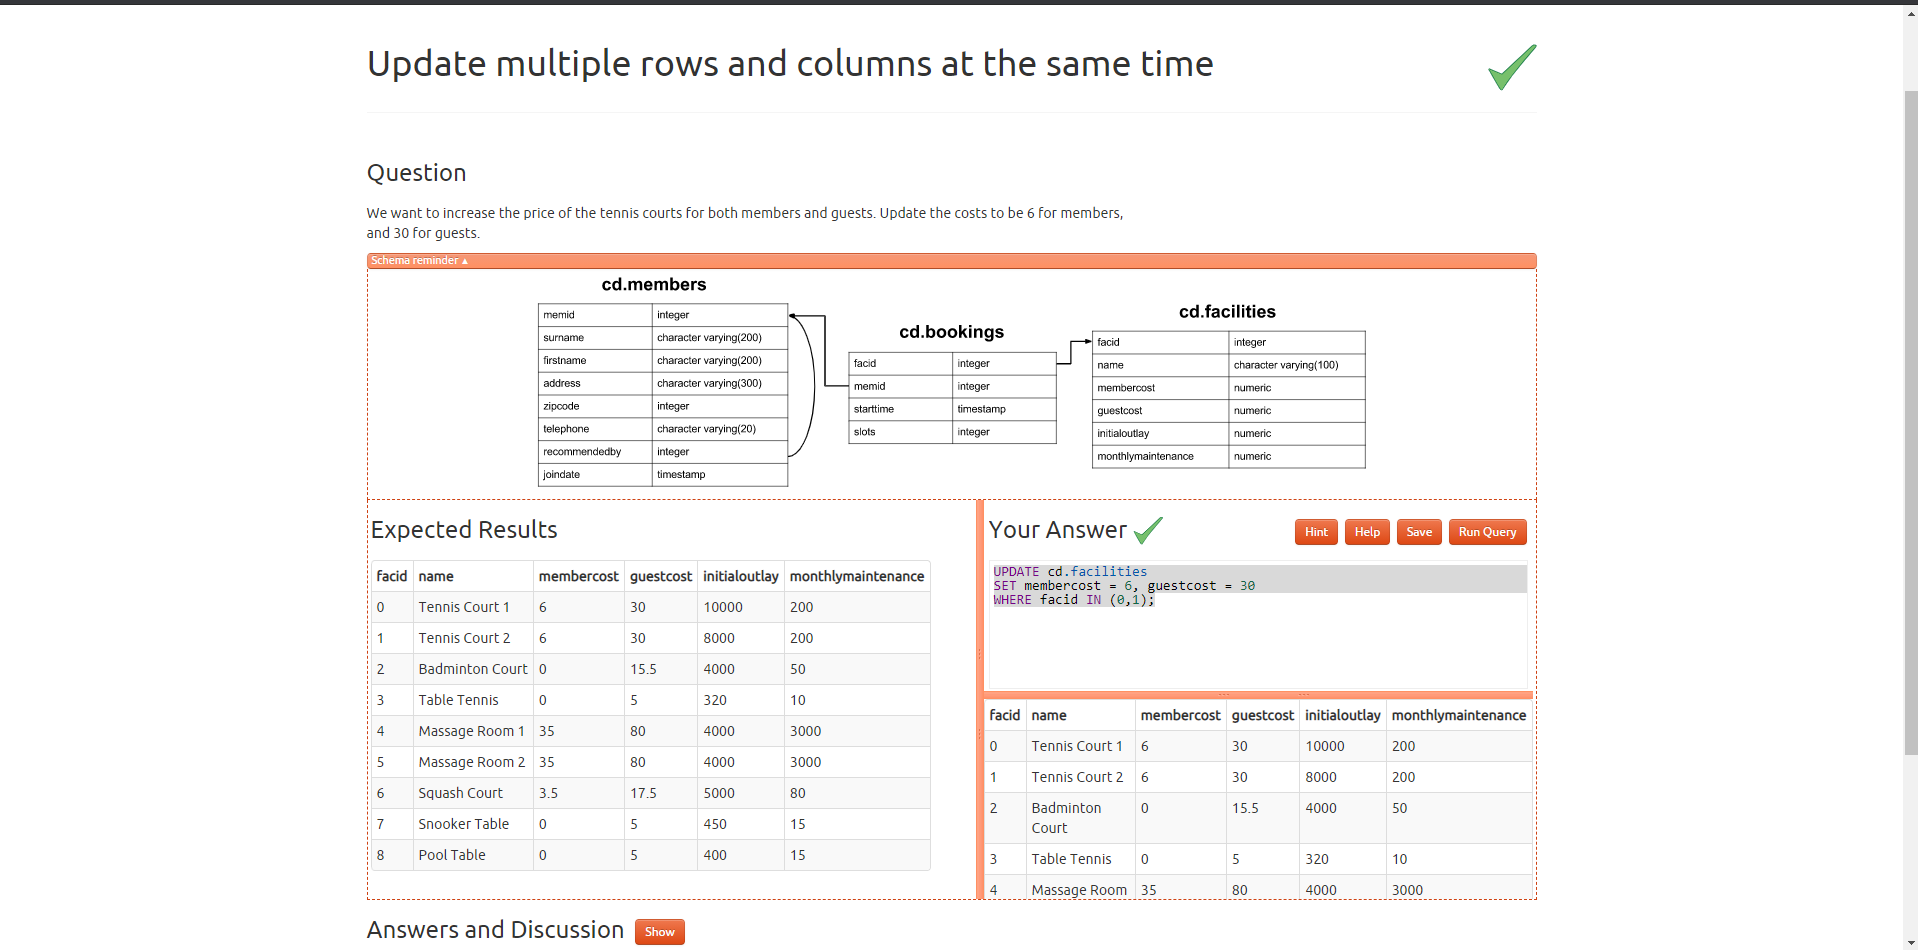 Update multiple rows and columns at the same time
Question
We want to increase the price of the tennis courts for both members and guests. Update the costs to be 6 for members,
and 30 for guests.
Schema reminder ▲
cd.members
memid integer
surname character varying(200)
firstname character varying(200)
address character varying(300)
zipcode integer
telephone character varying(20)
recommendedby integer
joindate timestamp
cd.bookings
facid integer
memid integer
starttime timestamp
slots integer
cd.facilities
facid integer
name character varying(100)
membercost numeric
guestcost numeric
initialoutlay numeric
monthlymaintenance numeric
Expected Results
facid name membercost guestcost initialoutlay monthlymaintenance
0 Tennis Court 1 6 30 10000 200
1 Tennis Court 2 6 30 8000 200
2 Badminton Court 0 15.5 4000 50
3 Table Tennis 0 5 320 10
4 Massage Room 1 35 80 4000 3000
5 Massage Room 2 35 80 4000 3000
6 Squash Court 3.5 17.5 5000 80
7 Snooker Table 0 5 450 15
8 Pool Table 0 5 400 15
Your Answer
Hint Help Save Run Query
UPDATE cd.facilities
SET membercost = 6, guestcost = 30
WHERE facid IN (0,1);
facid name membercost guestcost initialoutlay monthlymaintenance
0 Tennis Court 1 6 30 10000 200
1 Tennis Court 2 6 30 8000 200
2 Badminton Court 0 15.5 4000 50
3 Table Tennis 0 5 320 10
4 Massage Room 35 80 4000 3000
Answers and Discussion Show